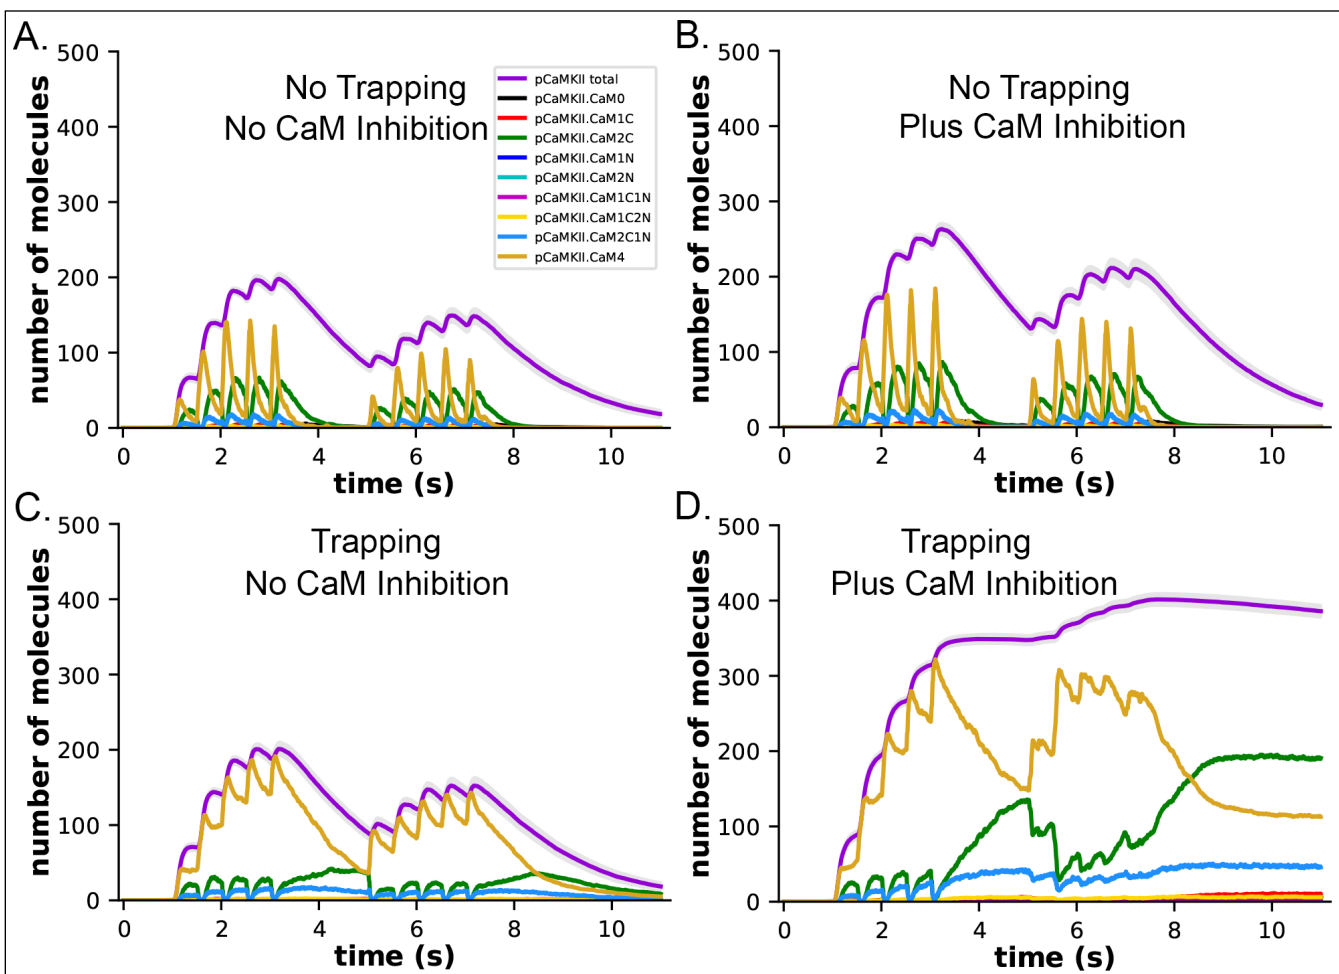 A.
500
400
300
200
100
0
number of molecules
No Trapping
No CaM Inhibition
pCaMKII total
pCaMKII.CaM0
pCaMKII.CaM1C
pCaMKII.CaM2C
pCaMKII.CaM1N
pCaMKII.CaM2N
pCaMKII.CaM1C1N
pCaMKII.CaM1C2N
pCaMKII.CaM2C1N
pCaMKII.CaM4
0 2 4 6 8 10
time (s)
B.
500
400
300
200
100
0
number of molecules
No Trapping
Plus CaM Inhibition
0 2 4 6 8 10
time (s)
C.
500
400
300
200
100
0
number of molecules
Trapping
No CaM Inhibition
0 2 4 6 8 10
time (s)
D.
500
400
300
200
100
0
number of molecules
Trapping
Plus CaM Inhibition
0 2 4 6 8 10
time (s)